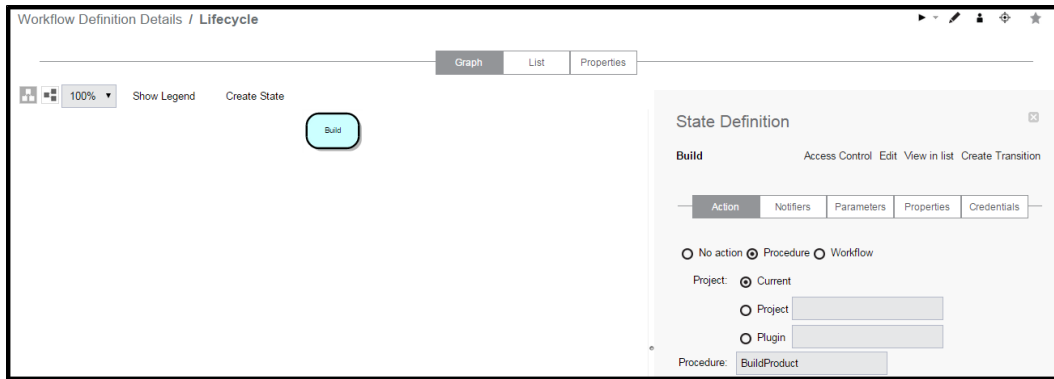 Workflow Definition Details / Lifecycle
Graph List Properties
100% Show Legend Create State
Build
State Definition
Build Access Control Edit View in list Create Transition
Action Notifiers Parameters Properties Credentials
No action Procedure Workflow
Project: Current
Project
Plugin
Procedure: BuildProduct